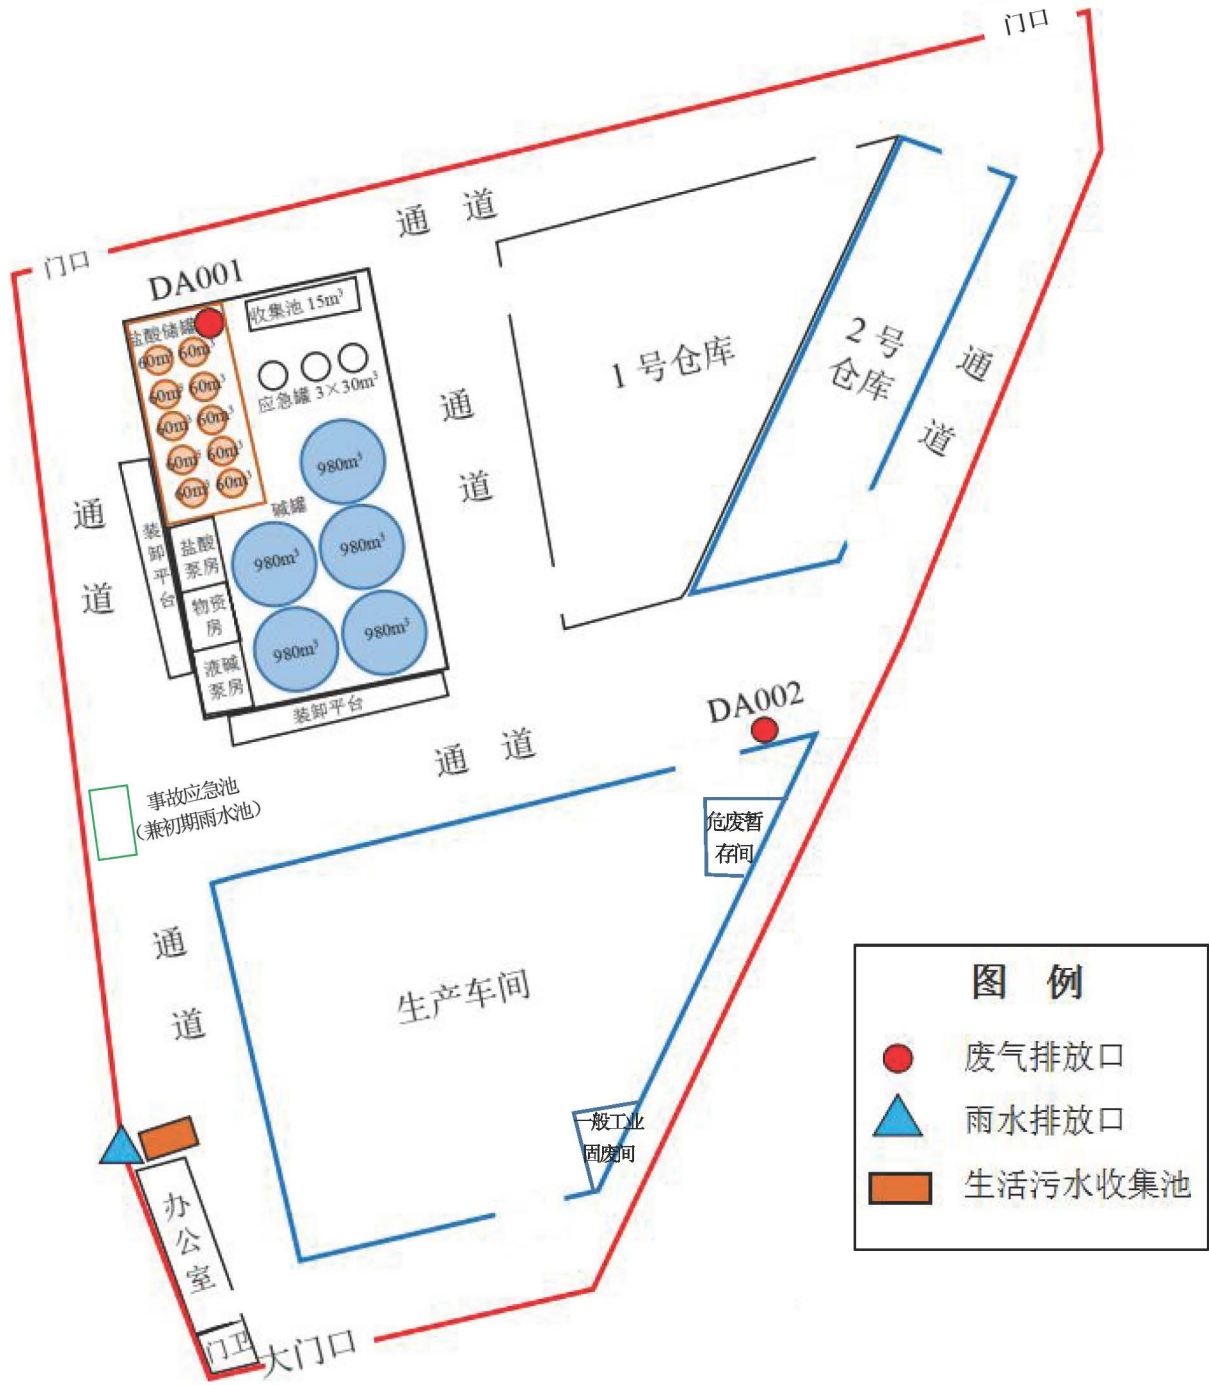 门口
门口
通 道
DA001
收集池 15m³
盐酸储罐
60m³ 60m³
60m³ 60m³
60m³ 60m³
60m³ 60m³
60m³ 60m³
应急罐 3×30m³
980m³
碱罐
980m³
980m³
980m³
980m³
盐酸
泵房
物资
房
液碱
泵房
装卸平台
装卸平台
通
道
通
道
1号仓库
2号
仓库
通
道
通 道
DA002
事故应急池
（兼初期雨水池）
危废暂
存间
通
道
生产车间
一般工业
固废间
办公室
门卫
大门口
图 例
废气排放口
雨水排放口
生活污水收集池